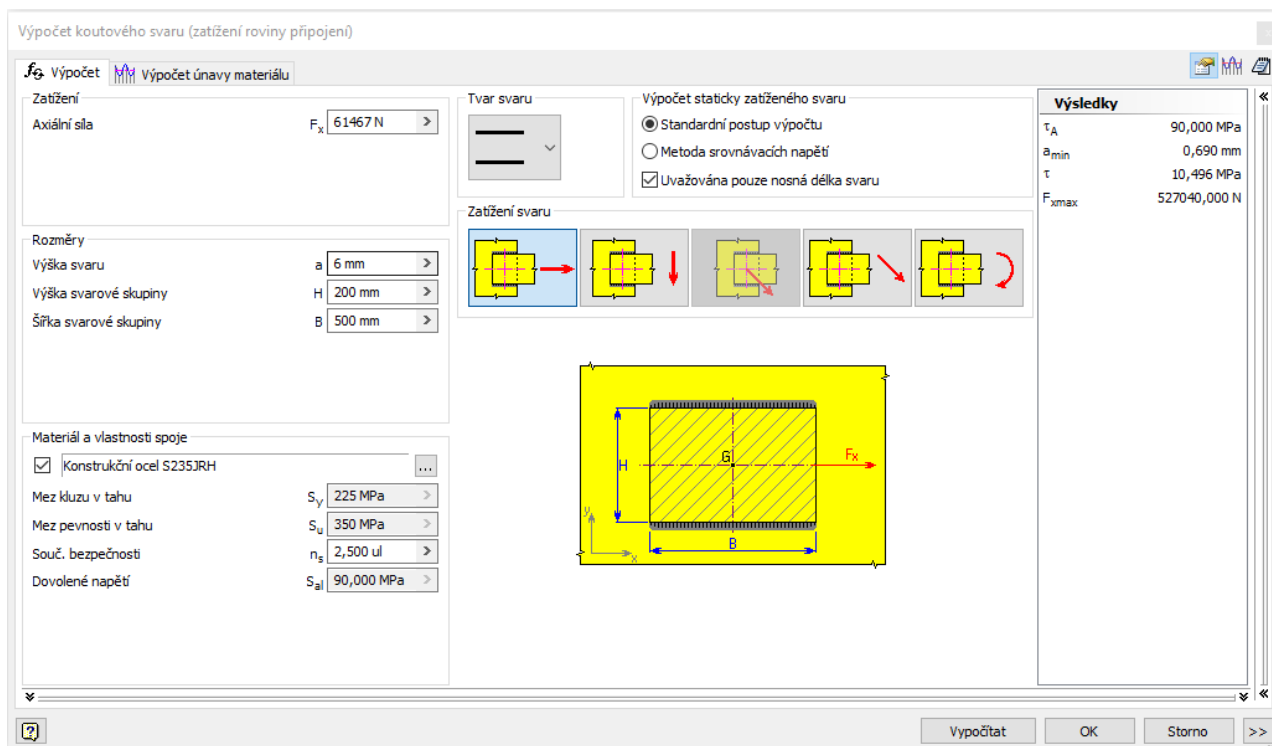 Výpočet koutového svaru (zatížení roviny připojení)
Výpočet
Výpočet únavy materiálu
Zatížení
Axiální síla Fx 61467 N
Rozměry
Výška svaru a 6 mm
Výška svarové skupiny H 200 mm
Šířka svarové skupiny B 500 mm
Materiál a vlastnosti spoje
Konstrukční ocel S235JRH ...
Mez kluzu v tahu Sy 225 MPa
Mez pevnosti v tahu Su 350 MPa
Souč. bezpečnosti ns 2,500 ul
Dovolené napětí Sal 90,000 MPa
Tvar svaru
Výpočet staticky zatíženého svaru
Standardní postup výpočtu
Metoda srovnávacích napětí
Uvažována pouze nosná délka svaru
Zatížení svaru
H
G
Fx
B
y
x
Výsledky
τA 90,000 MPa
amin 0,690 mm
τ 10,496 MPa
Fxmax 527040,000 N
Vypočítat
OK
Storno
>>